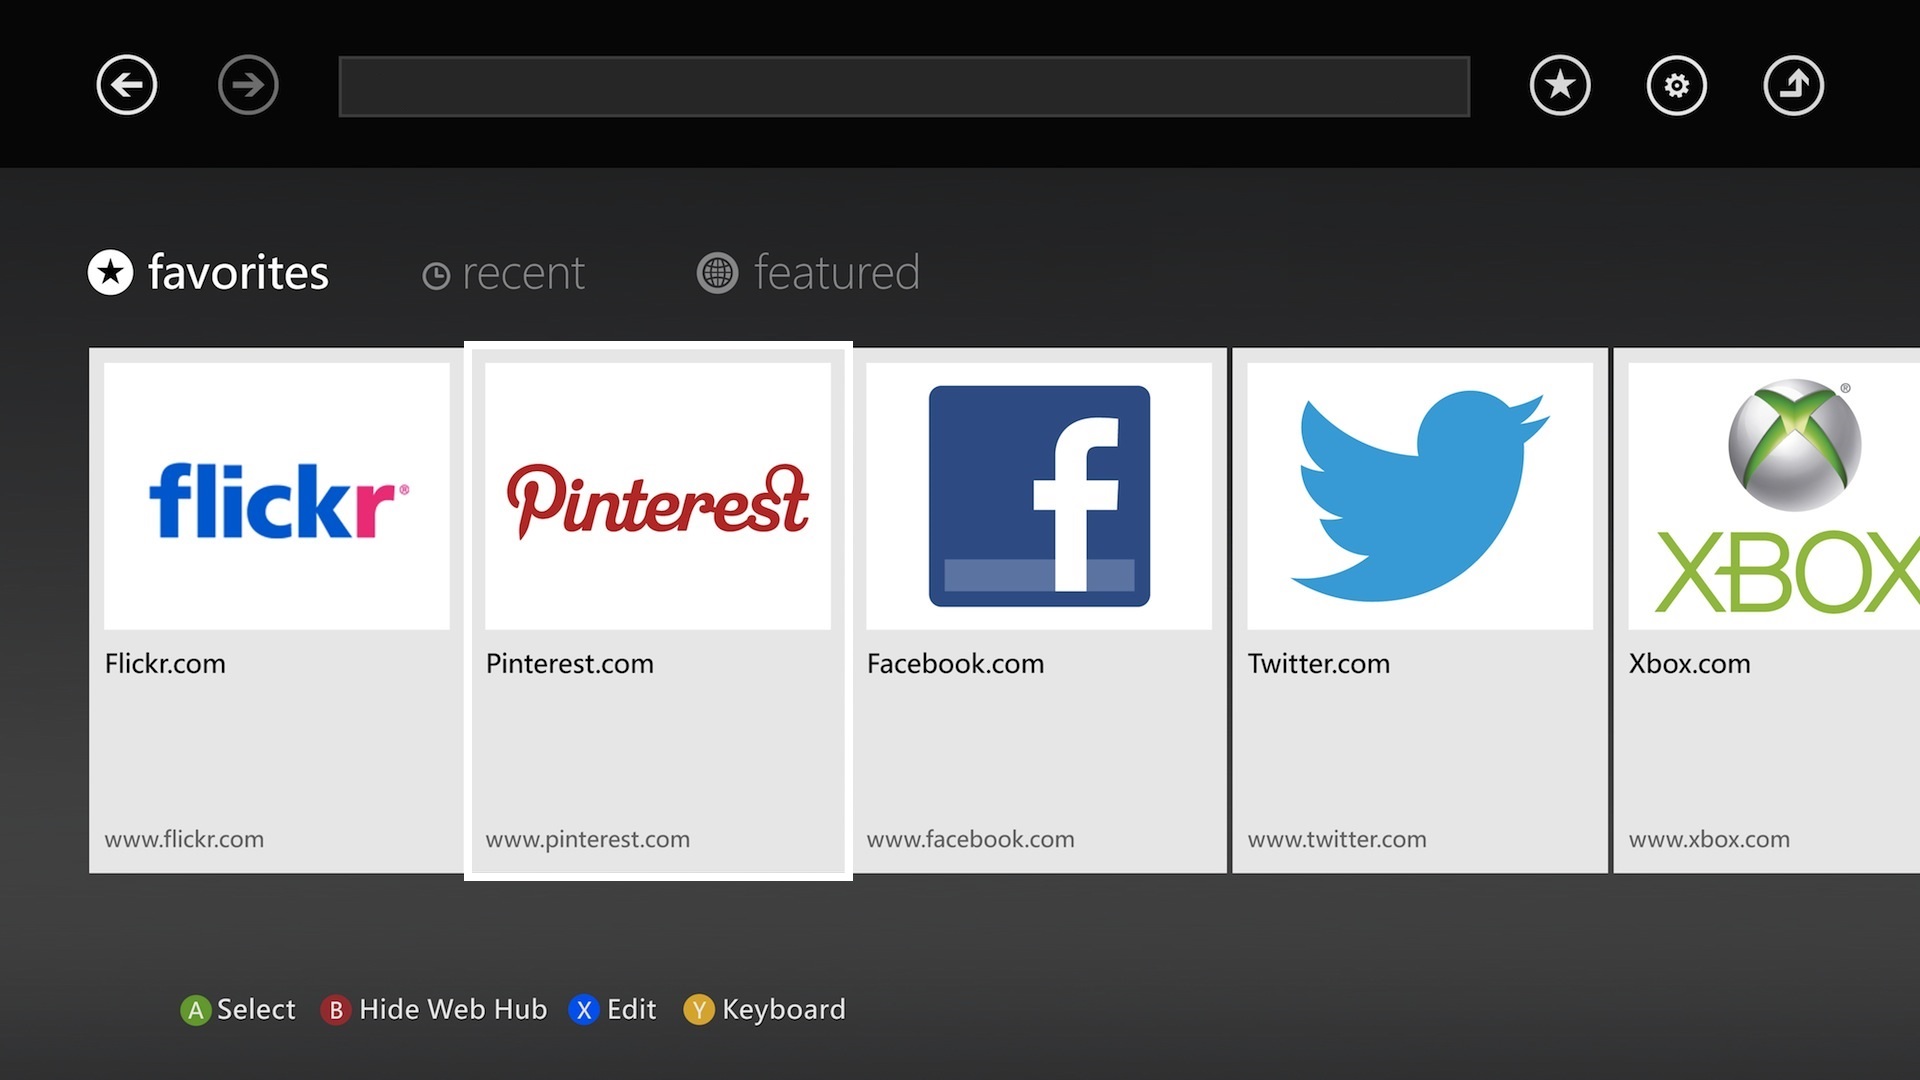 favorites
recent
featured
flickr®
Pinterest
f
®
XBOX
Flickr.com
Pinterest.com
Facebook.com
Twitter.com
Xbox.com
www.flickr.com
www.pinterest.com
www.facebook.com
www.twitter.com
www.xbox.com
A Select B Hide Web Hub X Edit Y Keyboard